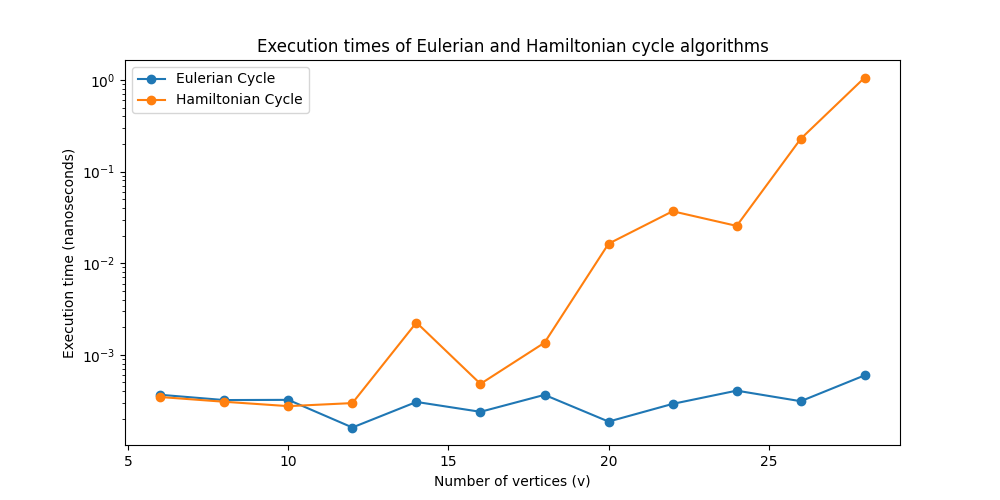 Execution times of Eulerian and Hamiltonian cycle algorithms
Eulerian Cycle
Hamiltonian Cycle
Execution time (nanoseconds)
10⁰
10⁻¹
10⁻²
10⁻³
5 10 15 20 25
Number of vertices (v)